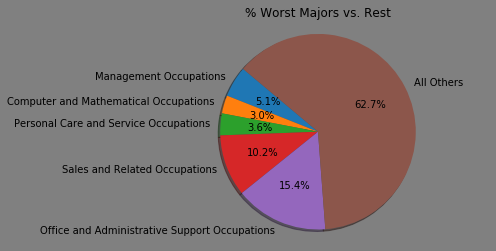 % Worst Majors vs. Rest
Management Occupations
5.1%
Computer and Mathematical Occupations
3.0%
Personal Care and Service Occupations
3.6%
Sales and Related Occupations
10.2%
Office and Administrative Support Occupations
15.4%
All Others
62.7%